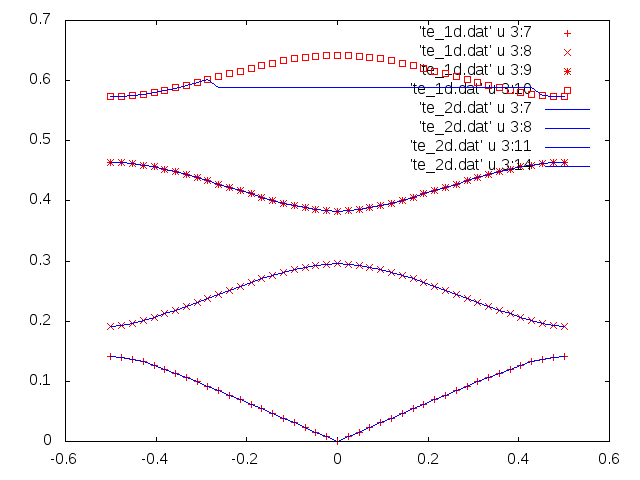 0.7
0.6
0.5
0.4
0.3
0.2
0.1
0
-0.6
-0.4
-0.2
0
0.2
0.4
0.6
'te_1d.dat' u 3:7
'te_1d.dat' u 3:8
'te_1d.dat' u 3:9
'te_1d.dat' u 3:10
'te_2d.dat' u 3:7
'te_2d.dat' u 3:8
'te_2d.dat' u 3:11
'te_2d.dat' u 3:14